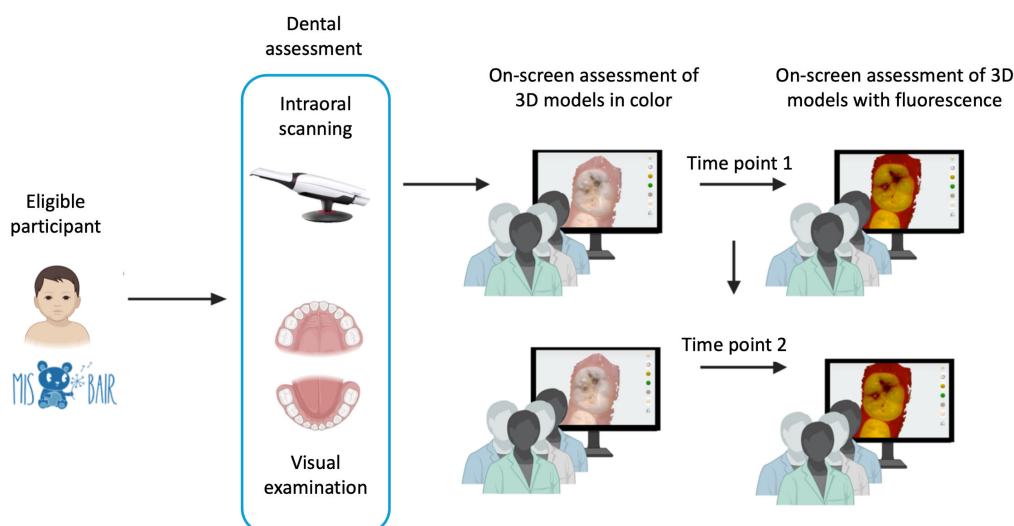 Dental
assessment
Intraoral
scanning
Visual
examination
Eligible
participant
MIS BAIR
On-screen assessment of
3D models in color
On-screen assessment of 3D
models with fluorescence
Time point 1
Time point 2